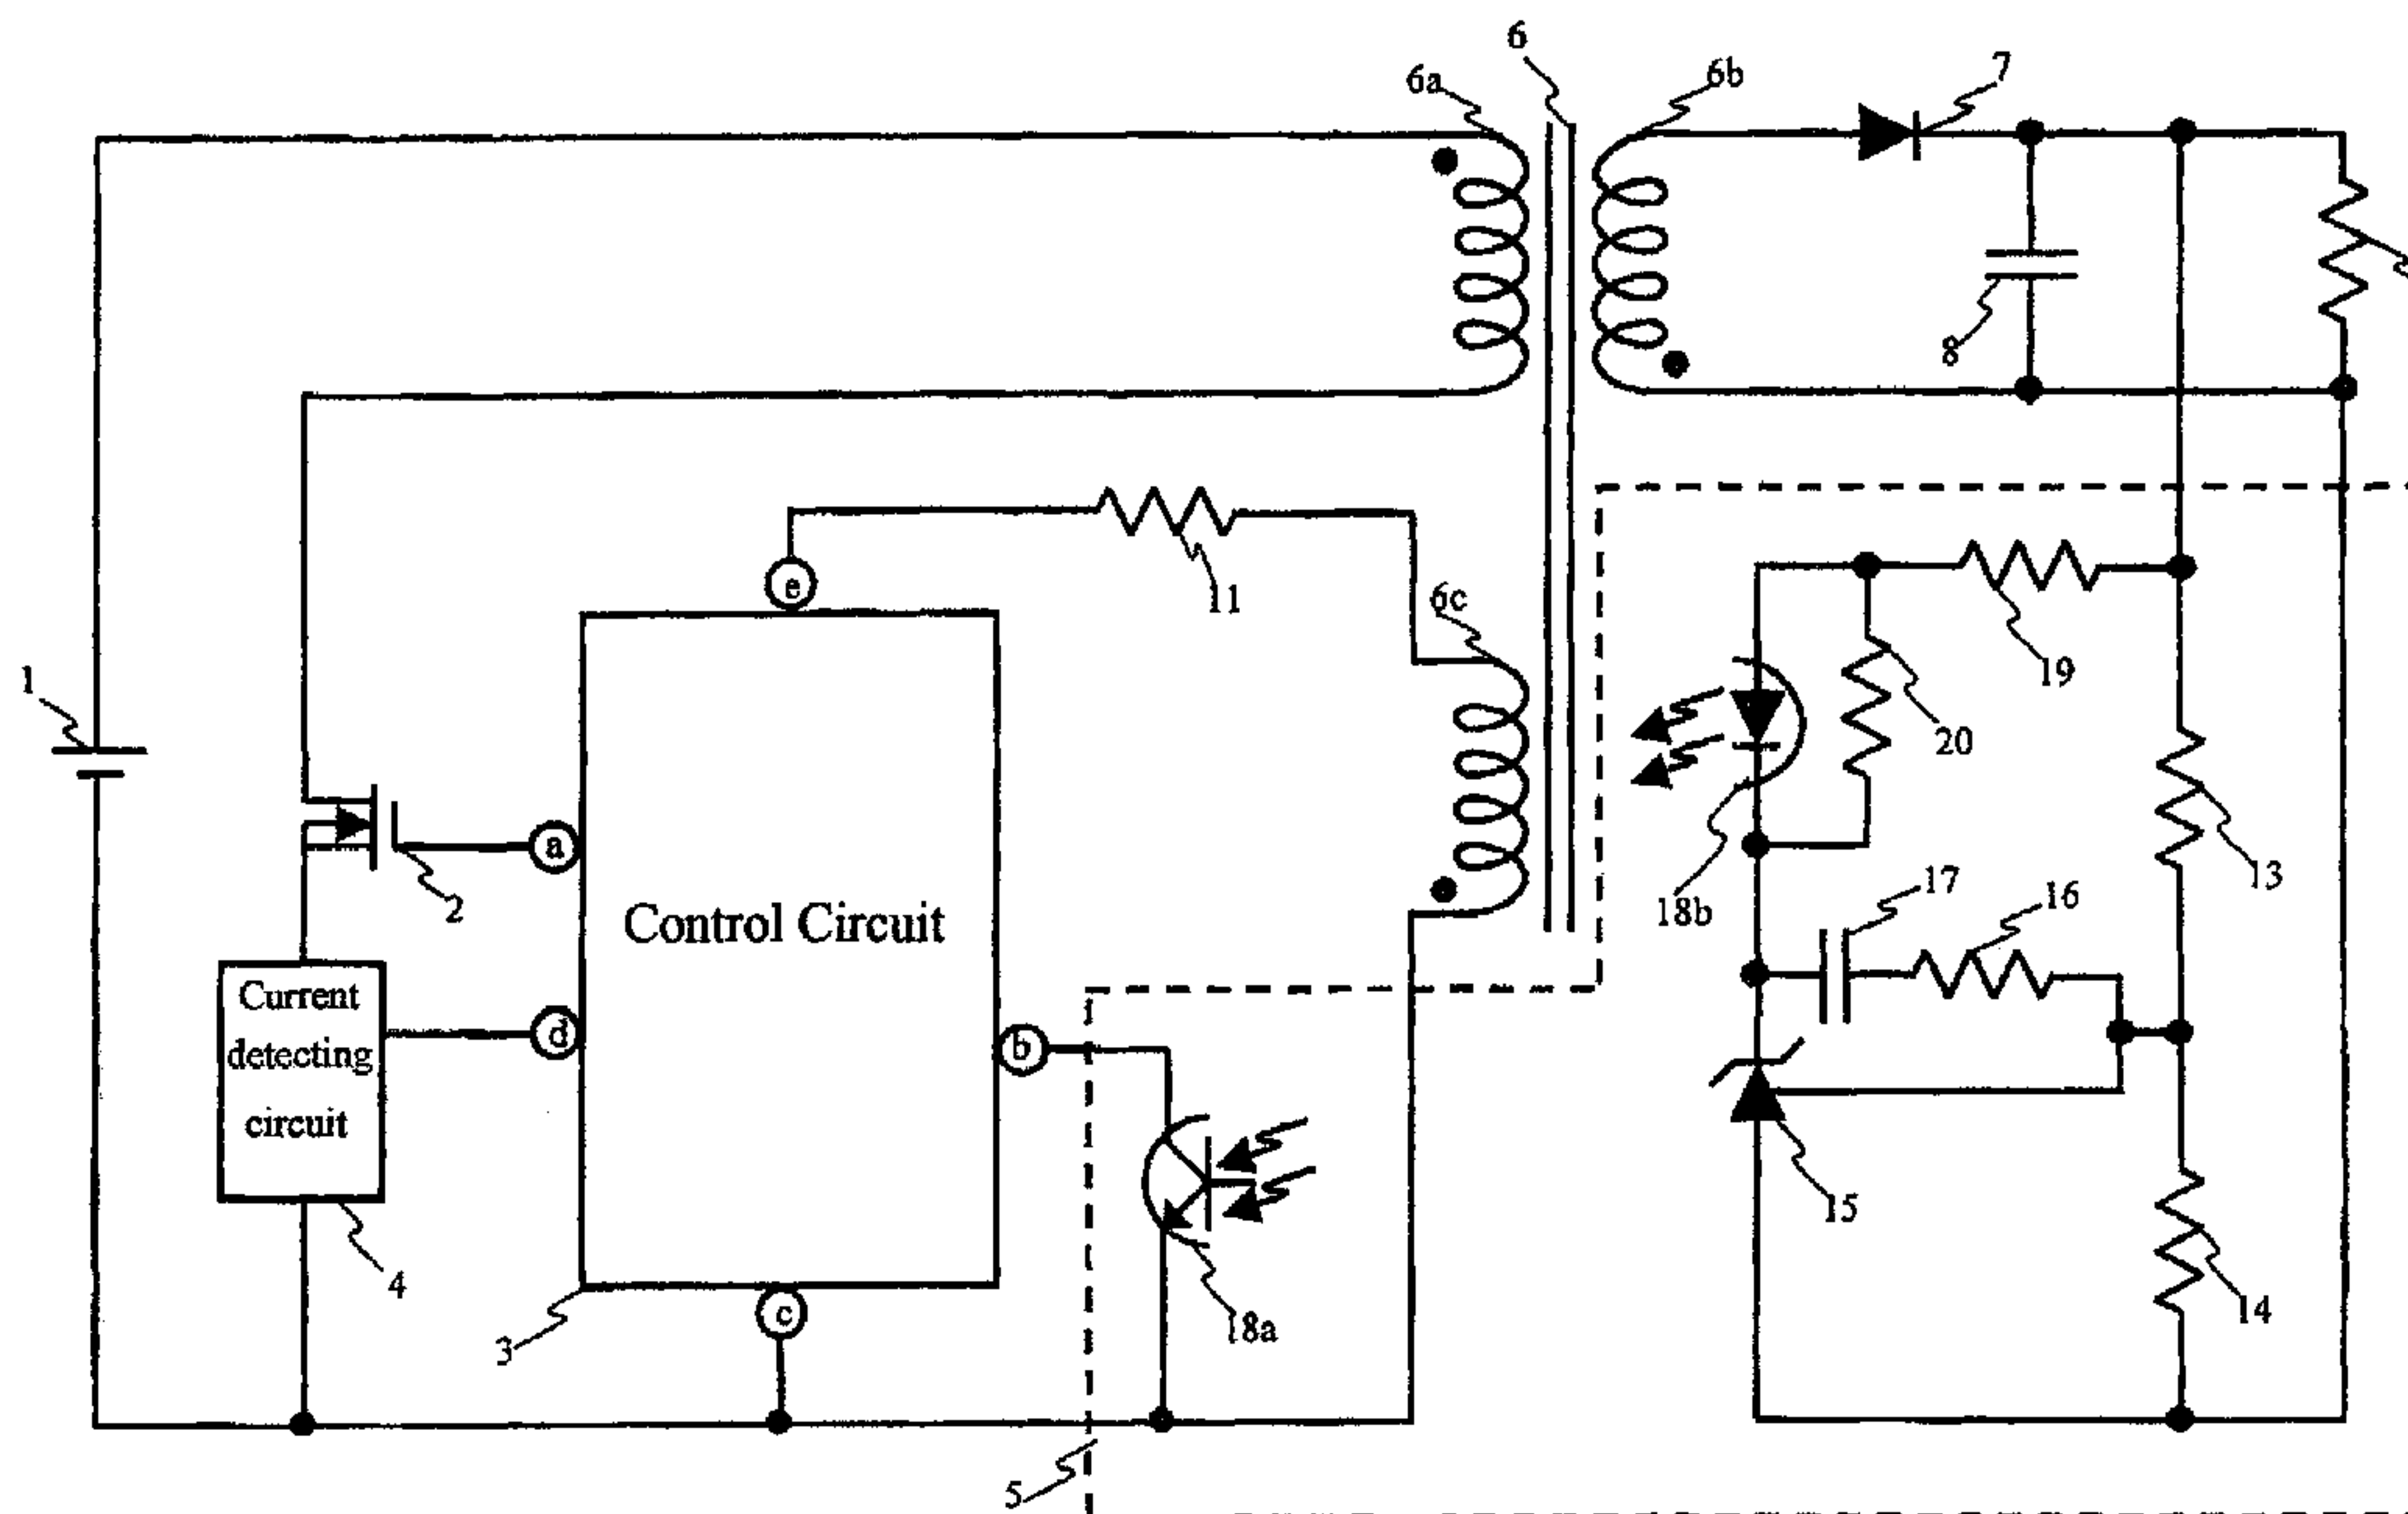 6
6a
6b
7
8
e
11
6c
19
1
20
a
2
13
17
16
18b
Control Circuit
Current
detecting
circuit
d
b
15
4
c
3
18a
14
5